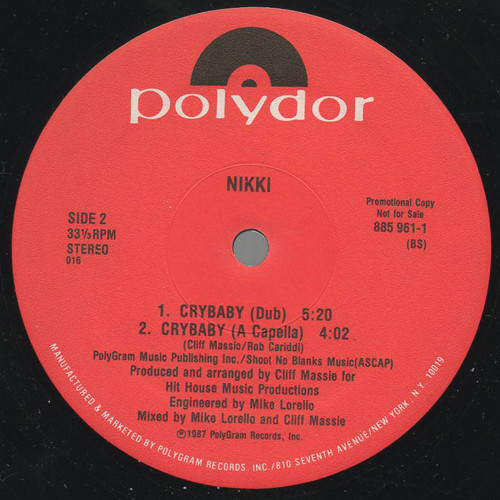 polydor
NIKKI
Promotional Copy
Not for Sale
885 961-1
(BS)
SIDE 2
33⅓ RPM
STEREO
016
1. CRYBABY (Dub) 5:20
2. CRYBABY (A Capella) 4:02
(Cliff Massie/Rob Cariddi)
PolyGram Music Publishing Inc./Shoot No Blanks Music(ASCAP)
Produced and arranged by Cliff Massie for
Hit House Music Productions
Engineered by Mike Lorello
Mixed by Mike Lorello and Cliff Massie
℗1987 PolyGram Records, Inc.
MANUFACTURED & MARKETED BY POLYGRAM RECORDS, INC./810 SEVENTH AVENUE/NEW YORK, N.Y. 10019